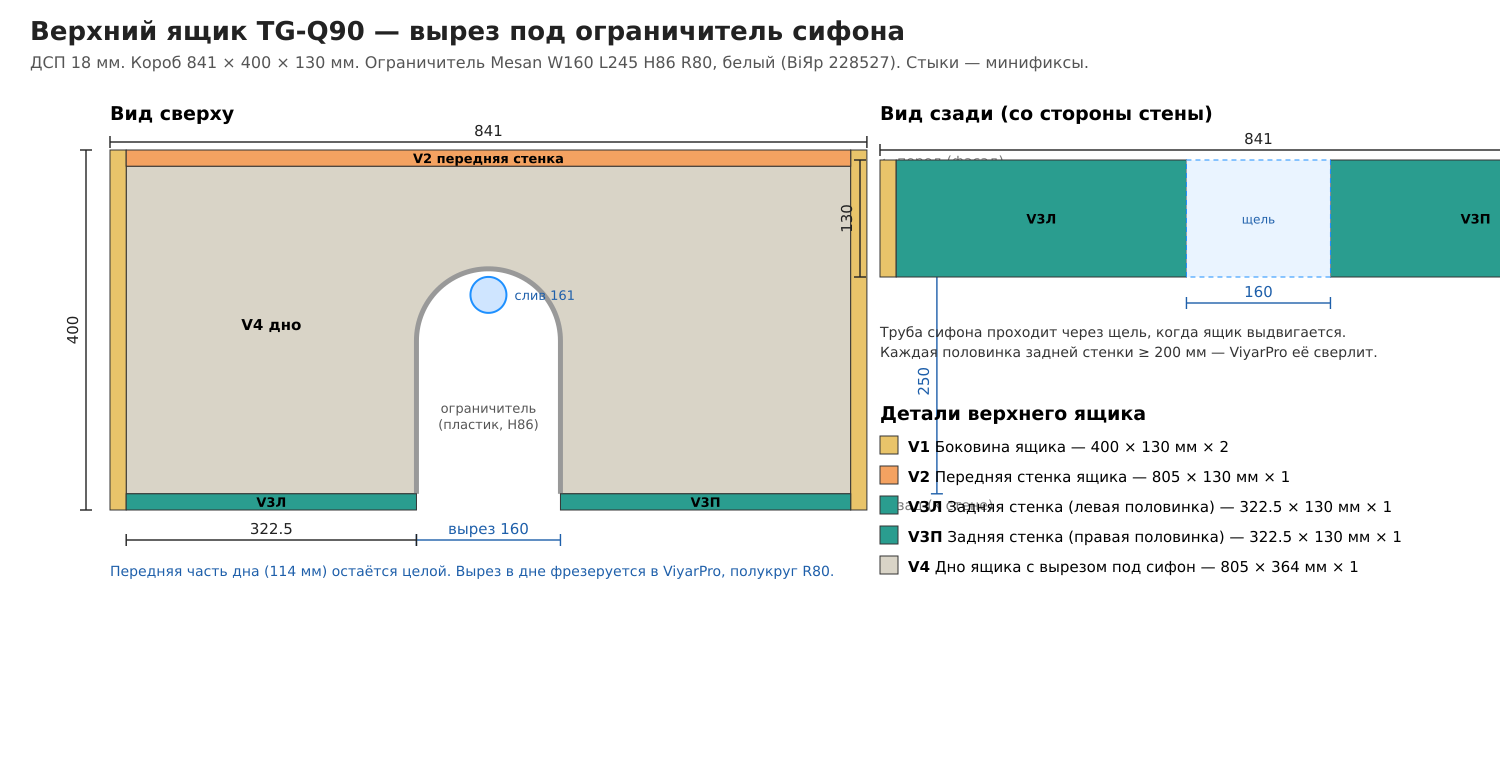 Верхний ящик TG-Q90 — вырез под ограничитель сифона
ДСП 18 мм. Короб 841 × 400 × 130 мм. Ограничитель Mesan W160 L245 H86 R80, белый (ВіЯр 228527). Стыки — минификсы.
Вид сверху
841
V2 передняя стенка
400
V4 дно
слив 161
ограничитель
(пластик, H86)
250
V3Л
V3П
322.5
вырез 160
Передняя часть дна (114 мм) остаётся целой. Вырез в дне фрезеруется в ViyarPro, полукруг R80.
Вид сзади (со стороны стены)
841
130
V3Л
щель
V3П
160
Труба сифона проходит через щель, когда ящик выдвигается.
Каждая половинка задней стенки ≥ 200 мм — ViyarPro её сверлит.
Детали верхнего ящика
V1 Боковина ящика — 400 × 130 мм × 2
V2 Передняя стенка ящика — 805 × 130 мм × 1
V3Л Задняя стенка (левая половинка) — 322.5 × 130 мм × 1
V3П Задняя стенка (правая половинка) — 322.5 × 130 мм × 1
V4 Дно ящика с вырезом под сифон — 805 × 364 мм × 1